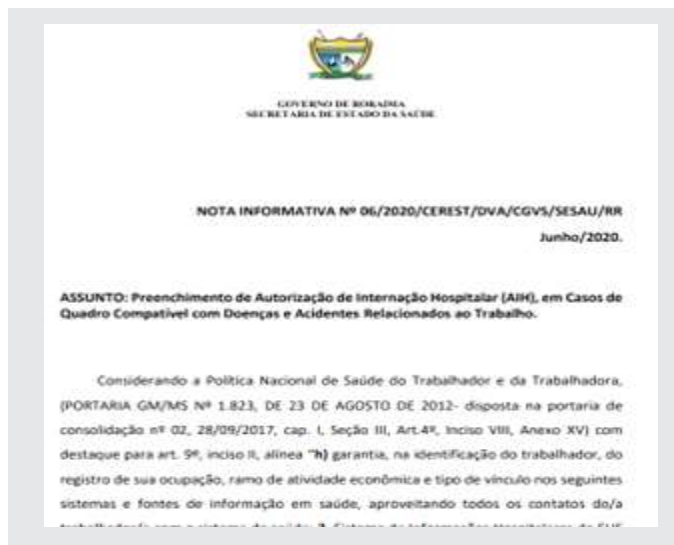 GOVERNO DE RORAIMA
SECRETARIA DE ESTADO DA SAÚDE
NOTA INFORMATIVA Nº 06/2020/CEREST/DVA/CGVS/SESAU/RR
Junho/2020.
ASSUNTO: Preenchimento de Autorização de Internação Hospitalar (AIH), em Casos de
Quadro Compatível com Doenças e Acidentes Relacionados ao Trabalho.
Considerando a Política Nacional de Saúde do Trabalhador e da Trabalhadora,
(PORTARIA GM/MS Nº 1.823, DE 23 DE AGOSTO DE 2012- disposta na portaria de
consolidação nº 02, 28/09/2017, cap. I, Seção III, Art.4º, Inciso VIII, Anexo XV) com
destaque para art. 9º, inciso II, alínea "h) garantia, na identificação do trabalhador, do
registro de sua ocupação, ramo de atividade econômica e tipo de vínculo nos seguintes
sistemas e fontes de informação em saúde, aproveitando todos os contatos do/a